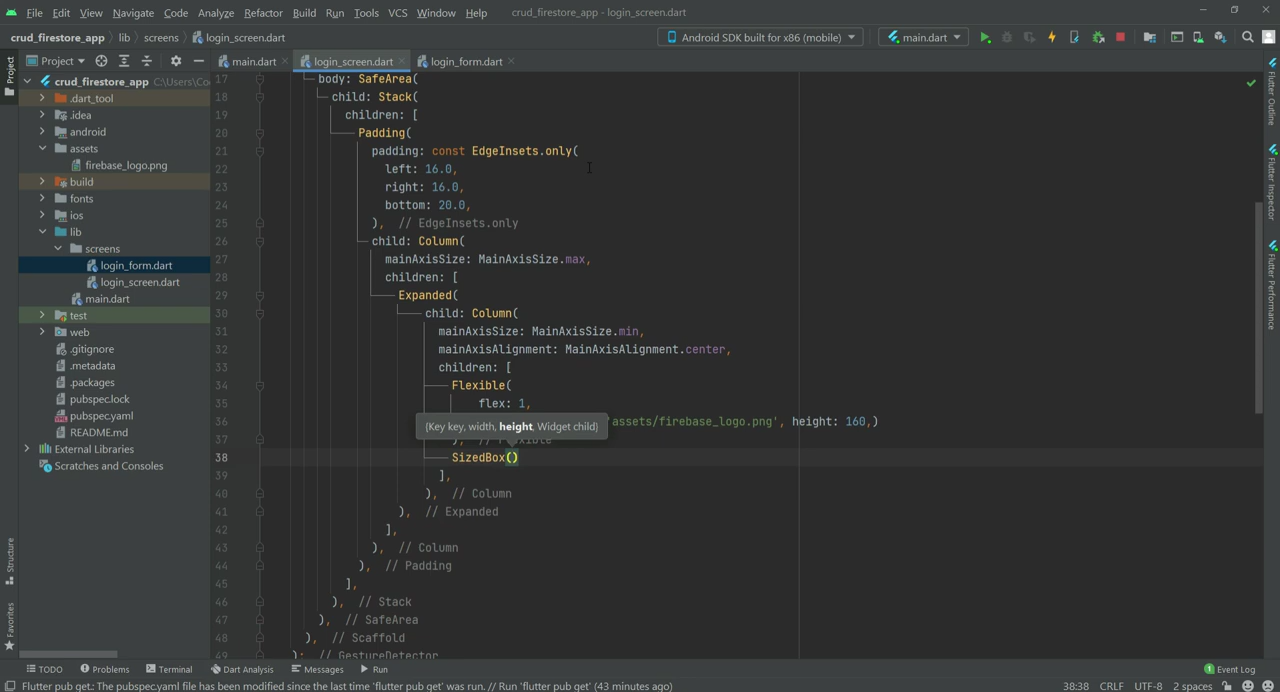 File Edit View Navigate Code Analyze Refactor Build Run Tools VCS Window Help crud_firestore_app - login_screen.dart
crud_firestore_app lib screens login_screen.dart Android SDK built for x86 (mobile) main.dart
Project main.dart login_screen.dart login_form.dart
Project
Structure
Favorites
crud_firestore_app C:\Users\Co
.dart_tool
.idea
android
assets
firebase_logo.png
build
fonts
ios
lib
screens
login_form.dart
login_screen.dart
main.dart
test
web
.gitignore
.metadata
.packages
pubspec.lock
pubspec.yaml
README.md
External Libraries
Scratches and Consoles
17 body: SafeArea(
18 child: Stack(
19 children: [
20 Padding(
21 padding: const EdgeInsets.only(
22 left: 16.0,
23 right: 16.0,
24 bottom: 20.0,
25 ), // EdgeInsets.only
26 child: Column(
27 mainAxisSize: MainAxisSize.max,
28 children: [
29 Expanded(
30 child: Column(
31 mainAxisSize: MainAxisSize.min,
32 mainAxisAlignment: MainAxisAlignment.center,
33 children: [
34 Flexible(
35 flex: 1,
36 'assets/firebase_logo.png', height: 160,)
(Key key, width, height, Widget child)
37 ), // Flexible
38 SizedBox()
39 ],
40 ), // Column
41 ), // Expanded
42 ],
43 ), // Column
44 ), // Padding
45 ],
46 ), // Stack
47 ), // SafeArea
48 ), // Scaffold
49 ); // GestureDetector
Flutter Outline
Flutter Inspector
Flutter Performance
TODO Problems Terminal Dart Analysis Messages Run 1 Event Log
Flutter pub get.: The pubspec.yaml file has been modified since the last time 'flutter pub get' was run. // Run 'flutter pub get' (43 minutes ago) 38:38 CRLF UTF-8 2 spaces